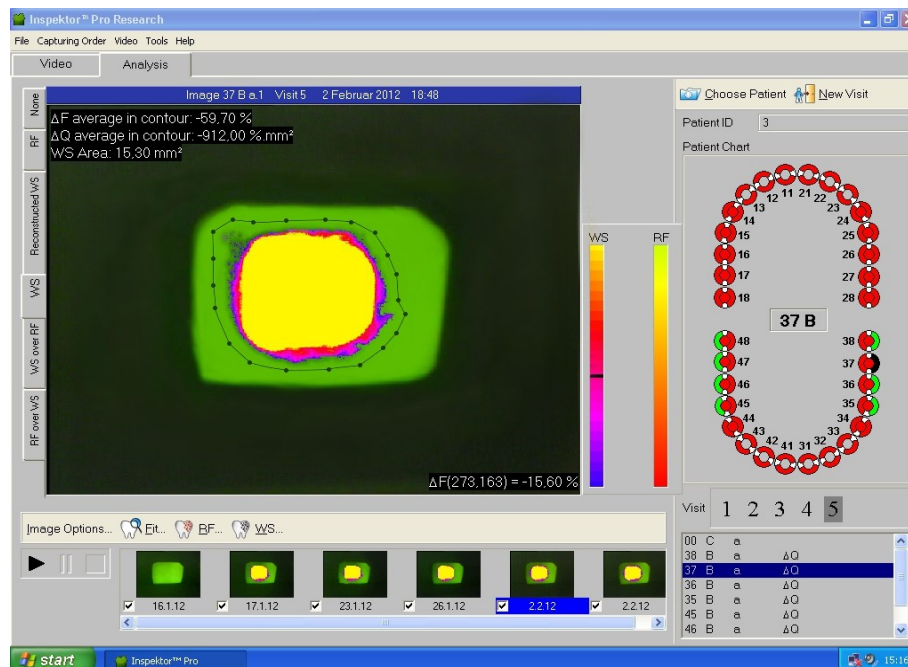 Inspektor™ Pro Research
File Capturing Order Video Tools Help
Video Analysis
None
RF
Reconstructed WS
WS
WS over RF
RF over WS
Image 37 B a.1 Visit 5 2 Februar 2012 18:48
ΔF average in contour: -59,70 %
ΔQ average in contour: -912,00 %.mm²
WS Area: 15,30 mm²
ΔF(273,163) = -15,60 %
WS RF
Choose Patient New Visit
Patient ID 3
Patient Chart
11 21
12 22
13 23
14 24
15 25
16 26
17 27
18 28
37 B
48 38
47 37
46 36
45 35
44 34
43 33
42 41 31 32
Visit 1 2 3 4 5
00 C a
38 B a ΔQ
37 B a ΔQ
36 B a ΔQ
35 B a ΔQ
45 B a ΔQ
46 B a ΔQ
Image Options... Fit... RF... WS...
16.1.12 17.1.12 23.1.12 26.1.12 2.2.12 2.2.12
start Inspektor™ Pro 15:16